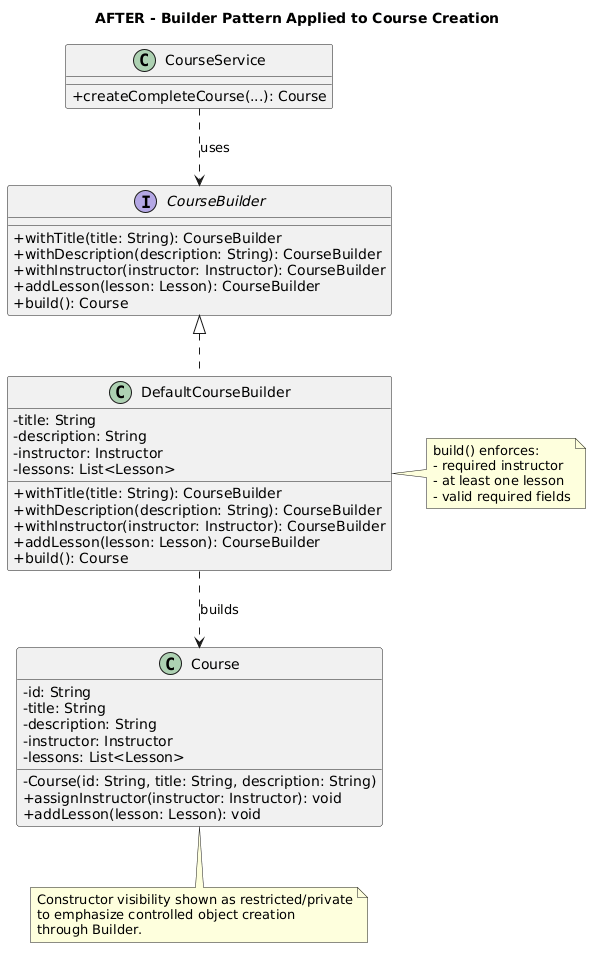 AFTER - Builder Pattern Applied to Course Creation
C CourseService
+createCompleteCourse(...): Course
uses
I CourseBuilder
+withTitle(title: String): CourseBuilder
+withDescription(description: String): CourseBuilder
+withInstructor(instructor: Instructor): CourseBuilder
+addLesson(lesson: Lesson): CourseBuilder
+build(): Course
C DefaultCourseBuilder
-title: String
-description: String
-instructor: Instructor
-lessons: List<Lesson>
+withTitle(title: String): CourseBuilder
+withDescription(description: String): CourseBuilder
+withInstructor(instructor: Instructor): CourseBuilder
+addLesson(lesson: Lesson): CourseBuilder
+build(): Course
build() enforces:
- required instructor
- at least one lesson
- valid required fields
builds
C Course
-id: String
-title: String
-description: String
-instructor: Instructor
-lessons: List<Lesson>
-Course(id: String, title: String, description: String)
+assignInstructor(instructor: Instructor): void
+addLesson(lesson: Lesson): void
Constructor visibility shown as restricted/private
to emphasize controlled object creation
through Builder.